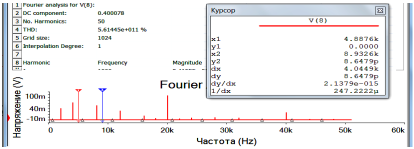 1 Fourier analysis for V(8):
2 DC component: 0.400078
3 No. Harmonics: 50
4 THD: 5.61445e+011 %
5 Grid size: 1024
6 Interpolation Degree: 1
7
8 Harmonic Frequency Magnitude
Курсор
V(8)
x1 4.8876k
y1 0.0000
x2 8.9326k
y2 8.6479p
dx 4.0449k
dy 8.6479p
dy/dx 2.1379e-015
1/dx 247.2222µ
Fourier
Напряжение (V)
100m
40m
-10m
0 10k 20k 30k 40k 50k 60k
Частота (Hz)